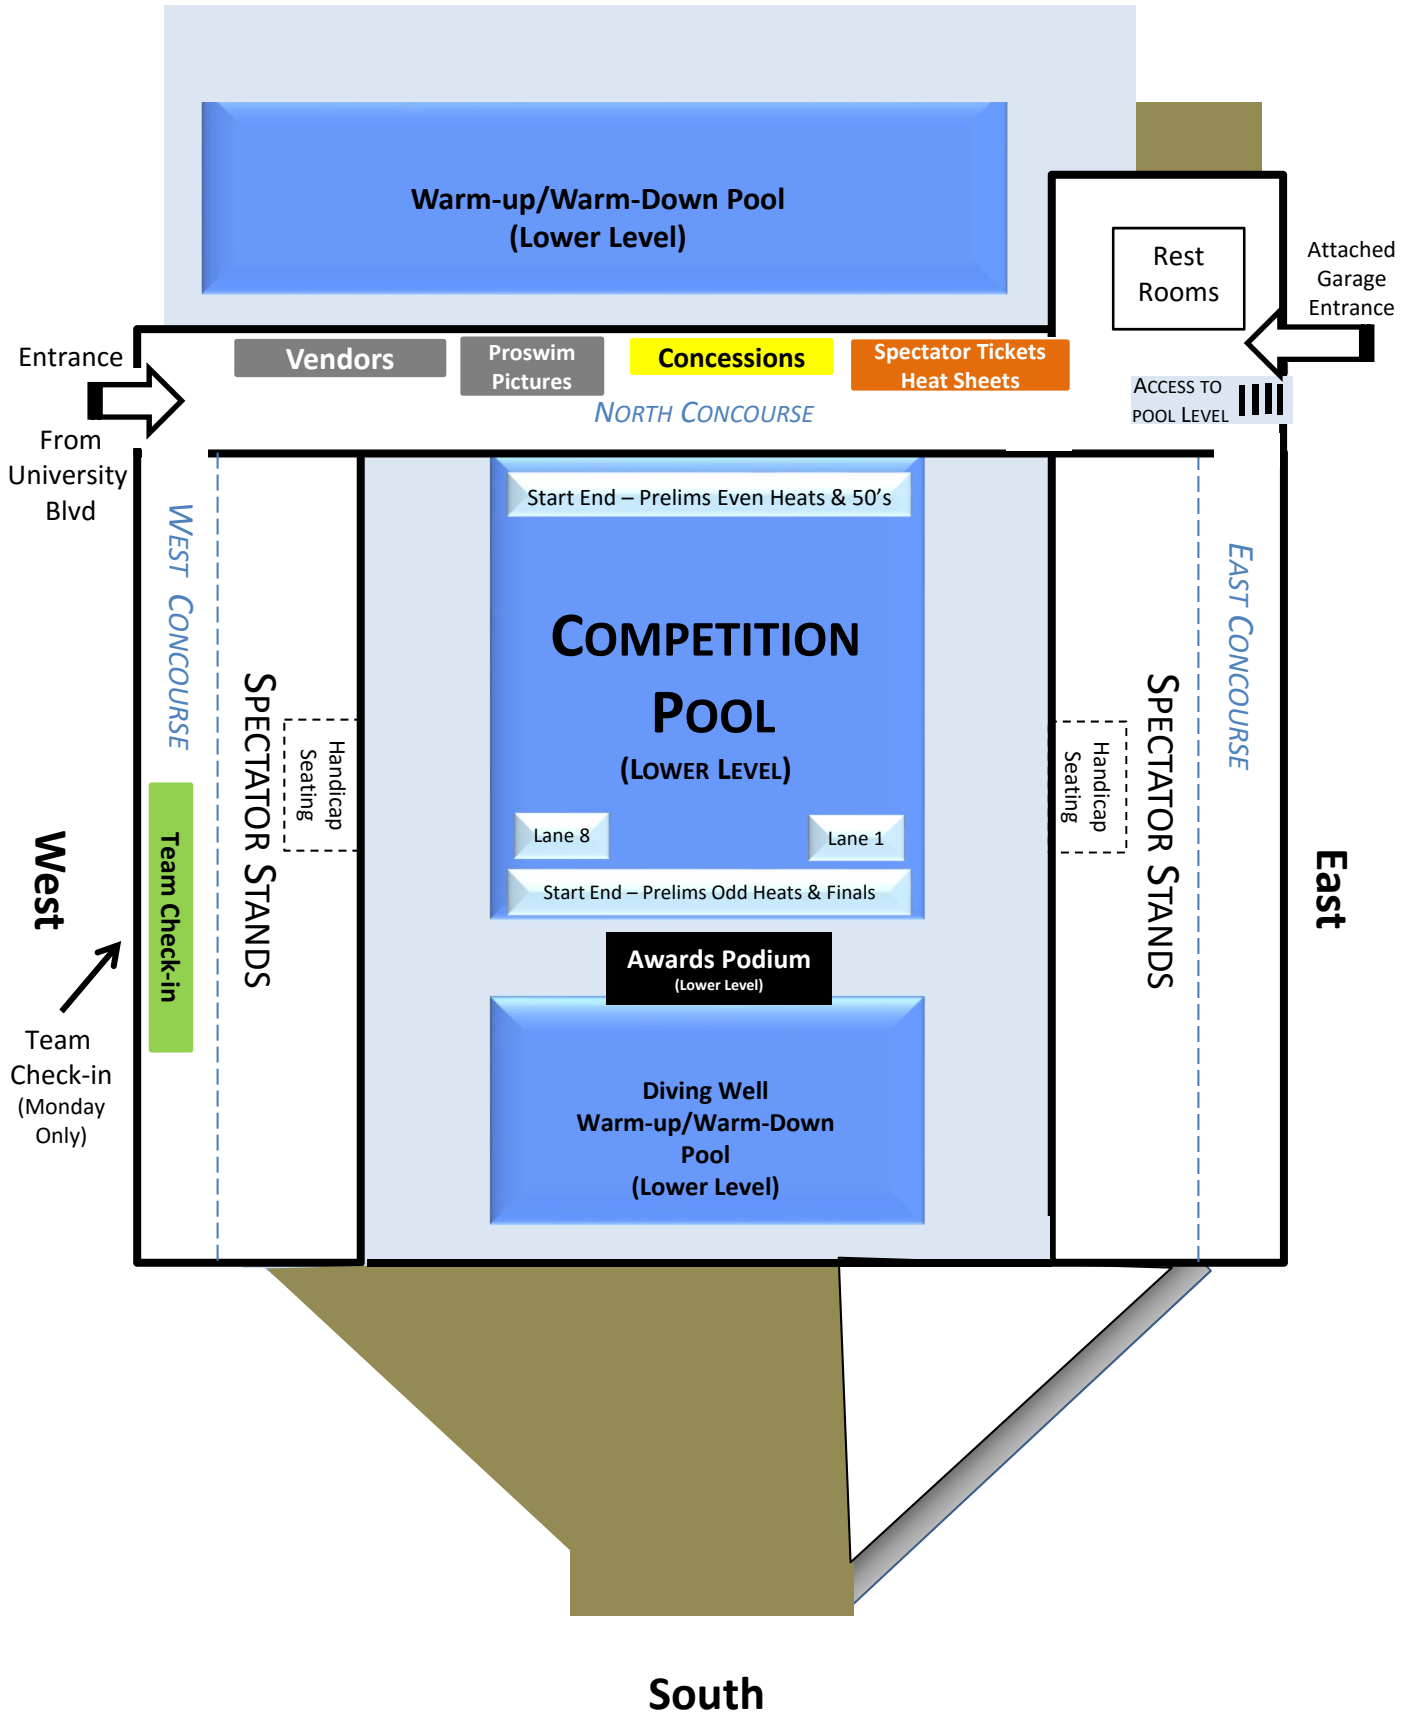 Warm-up/Warm-Down Pool
(Lower Level)
Rest
Rooms
Attached
Garage
Entrance
Entrance
From
University
Blvd
Vendors
Proswim
Pictures
Concessions
Spectator Tickets
Heat Sheets
NORTH CONCOURSE
ACCESS TO
POOL LEVEL
Start End – Prelims Even Heats & 50's
WEST CONCOURSE
EAST CONCOURSE
COMPETITION
POOL
(LOWER LEVEL)
SPECTATOR STANDS
Handicap
Seating
Handicap
Seating
SPECTATOR STANDS
Lane 8
Lane 1
Start End – Prelims Odd Heats & Finals
West
East
Team Check-in
Awards Podium
(Lower Level)
Team
Check-in
(Monday
Only)
Diving Well
Warm-up/Warm-Down
Pool
(Lower Level)
South